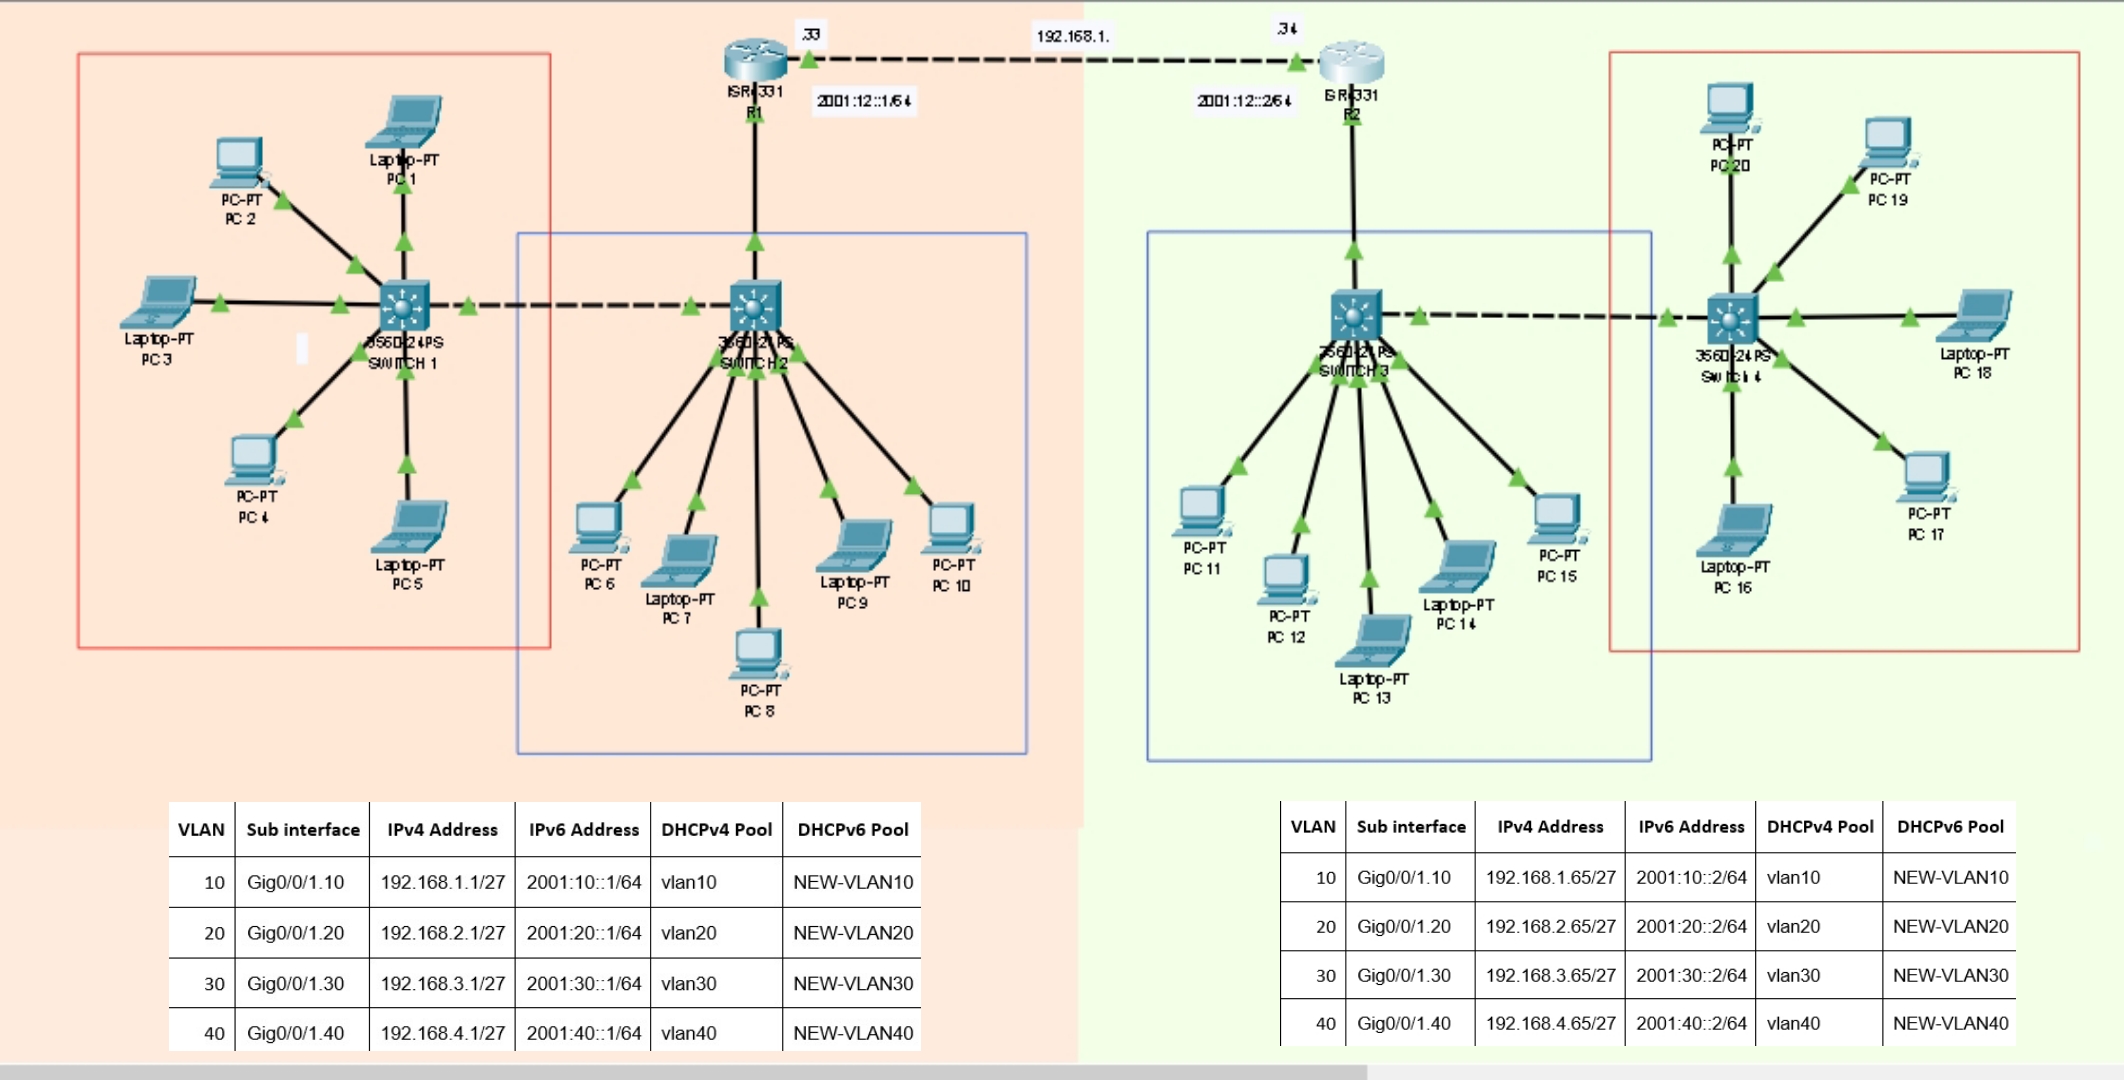 .33
192.168.1.
.34
ISR4331
R1
2001:12::1/64
2001:12::2/64
ISR4331
R2
Laptop-PT
PC 1
PC-PT
PC 2
Laptop-PT
PC 3
3560-24PS
SWITCH 1
PC-PT
PC 4
Laptop-PT
PC 5
3560-24PS
SWITCH 2
PC-PT
PC 6
Laptop-PT
PC 7
PC-PT
PC 8
Laptop-PT
PC 9
PC-PT
PC 10
3560-24PS
SWITCH 3
PC-PT
PC 11
PC-PT
PC 12
Laptop-PT
PC 13
Laptop-PT
PC 14
PC-PT
PC 15
PC-PT
PC 20
PC-PT
PC 19
3560-24PS
Switch 4
Laptop-PT
PC 18
PC-PT
PC 17
Laptop-PT
PC 16
VLAN Sub interface IPv4 Address IPv6 Address DHCPv4 Pool DHCPv6 Pool
10 Gig0/0/1.10 192.168.1.1/27 2001:10::1/64 vlan10 NEW-VLAN10
20 Gig0/0/1.20 192.168.2.1/27 2001:20::1/64 vlan20 NEW-VLAN20
30 Gig0/0/1.30 192.168.3.1/27 2001:30::1/64 vlan30 NEW-VLAN30
40 Gig0/0/1.40 192.168.4.1/27 2001:40::1/64 vlan40 NEW-VLAN40
VLAN Sub interface IPv4 Address IPv6 Address DHCPv4 Pool DHCPv6 Pool
10 Gig0/0/1.10 192.168.1.65/27 2001:10::2/64 vlan10 NEW-VLAN10
20 Gig0/0/1.20 192.168.2.65/27 2001:20::2/64 vlan20 NEW-VLAN20
30 Gig0/0/1.30 192.168.3.65/27 2001:30::2/64 vlan30 NEW-VLAN30
40 Gig0/0/1.40 192.168.4.65/27 2001:40::2/64 vlan40 NEW-VLAN40